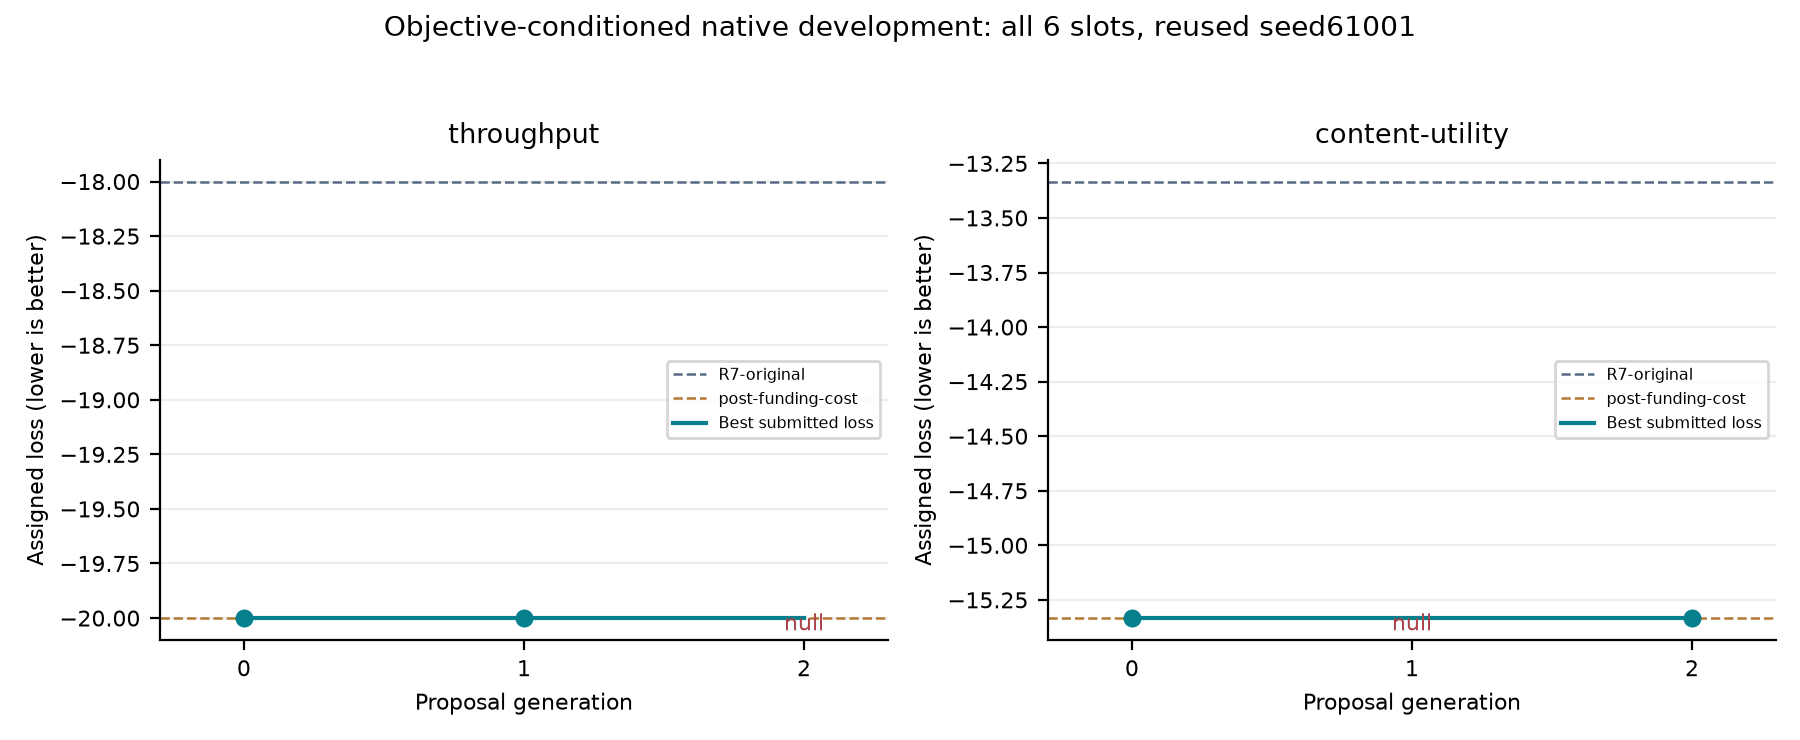 Objective-conditioned native development: all 6 slots, reused seed61001
throughput
−18.00
−18.25
−18.50
−18.75
−19.00
−19.25
−19.50
−19.75
−20.00
Assigned loss (lower is better)
R7-original
post-funding-cost
Best submitted loss
null
0
1
2
Proposal generation
content-utility
−13.25
−13.50
−13.75
−14.00
−14.25
−14.50
−14.75
−15.00
−15.25
Assigned loss (lower is better)
R7-original
post-funding-cost
Best submitted loss
null
0
1
2
Proposal generation